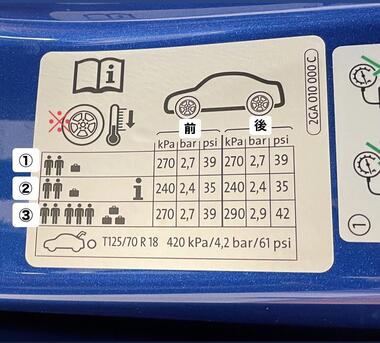 前 後
kPa bar psi kPa bar psi
① 270 2,7 39 270 2,7 39
② i 240 2,4 35 240 2,4 35
③ 270 2,7 39 290 2,9 42
T125/70 R 18 420 kPa/4,2 bar/61 psi
2GA 010 000 C
i
※
1